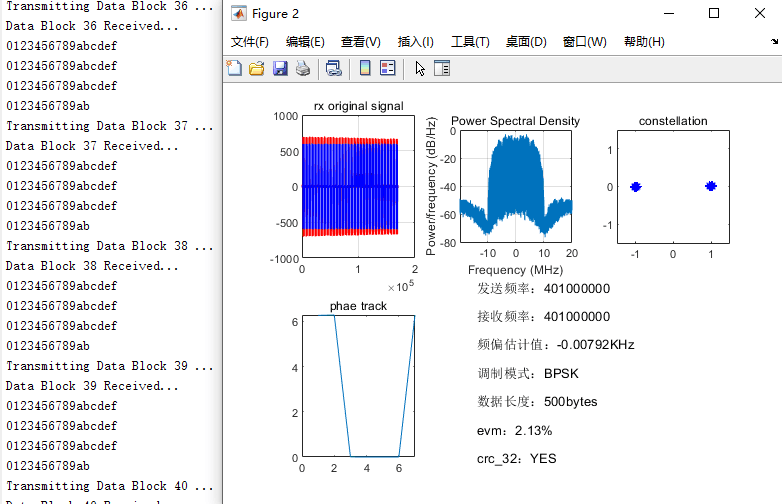 Transmitting Data Block 36 ...
Data Block 36 Received...
0123456789abcdef
0123456789abcdef
0123456789abcdef
0123456789ab
Transmitting Data Block 37 ...
Data Block 37 Received...
0123456789abcdef
0123456789abcdef
0123456789abcdef
0123456789ab
Transmitting Data Block 38 ...
Data Block 38 Received...
0123456789abcdef
0123456789abcdef
0123456789abcdef
0123456789ab
Transmitting Data Block 39 ...
Data Block 39 Received...
0123456789abcdef
0123456789abcdef
0123456789abcdef
0123456789ab
Transmitting Data Block 40 ...
Figure 2
文件(F) 编辑(E) 查看(V) 插入(I) 工具(T) 桌面(D) 窗口(W) 帮助(H)
rx original signal
1000
500
0
-500
-1000
0 1 2
×10^5
Power Spectral Density
Power/frequency (dB/Hz)
0
-20
-40
-60
-80
-10 0 10 20
Frequency (MHz)
constellation
1
0
-1
-1 0 1
phae track
6
4
2
0
0 2 4 6
发送频率：401000000
接收频率：401000000
频偏估计值：-0.00792KHz
调制模式：BPSK
数据长度：500bytes
evm：2.13%
crc_32：YES